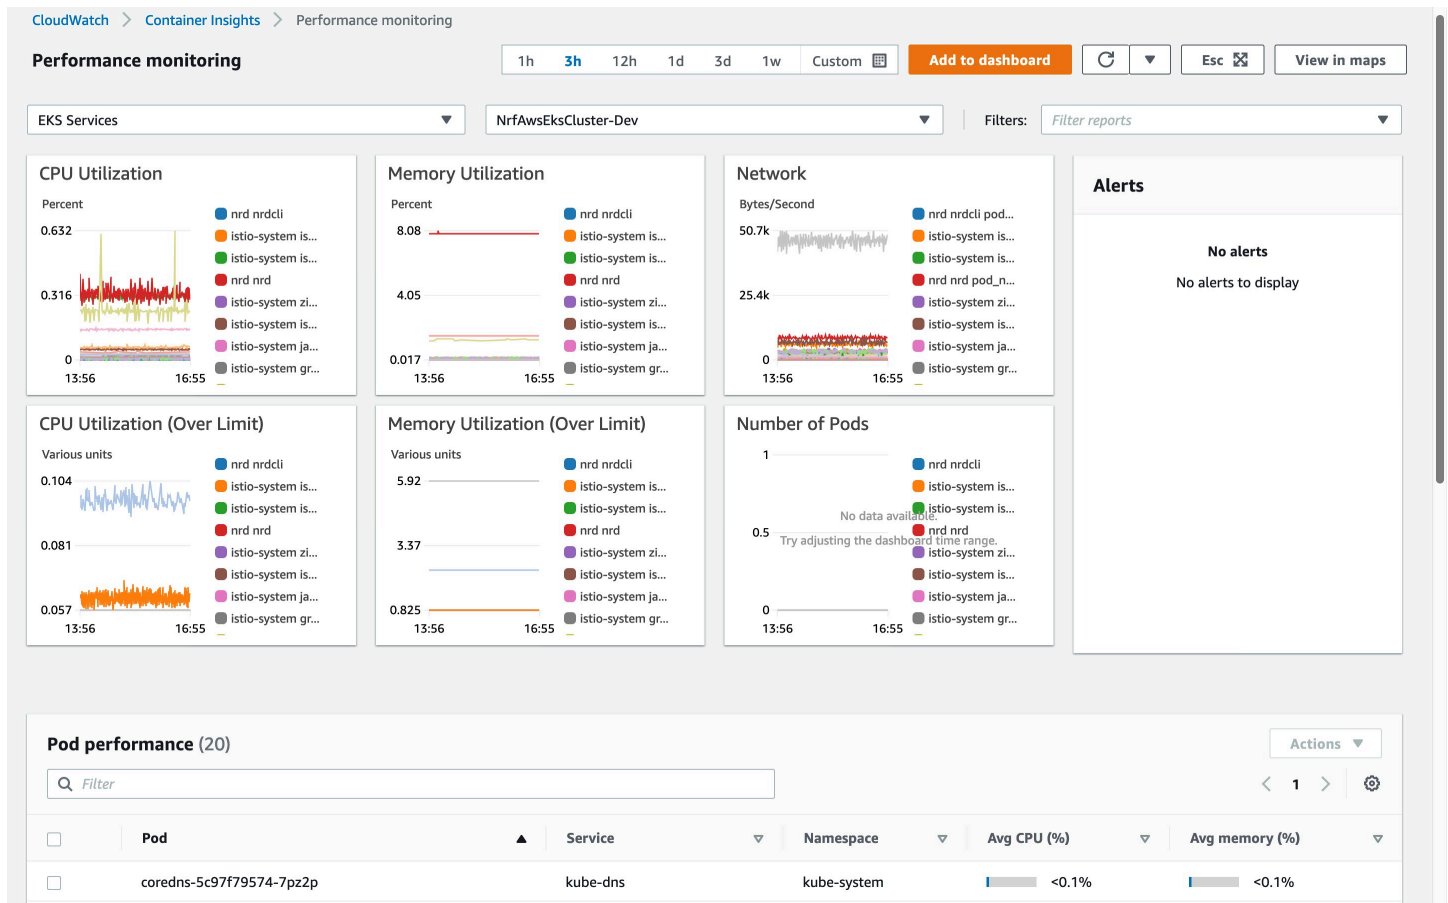 CloudWatch > Container Insights > Performance monitoring
Performance monitoring
1h 3h 12h 1d 3d 1w Custom
Add to dashboard
Esc
View in maps
EKS Services
NrfAwsEksCluster-Dev
Filters:
Filter reports
CPU Utilization
Percent
0.632
0.316
0
13:56
16:55
nrd nrdcli
istio-system is...
istio-system is...
nrd nrd
istio-system zi...
istio-system is...
istio-system ja...
istio-system gr...
Memory Utilization
Percent
8.08
4.05
0.017
13:56
16:55
nrd nrdcli
istio-system is...
istio-system is...
nrd nrd
istio-system zi...
istio-system is...
istio-system ja...
istio-system gr...
Network
Bytes/Second
50.7k
25.4k
0
13:56
16:55
nrd nrdcli pod...
istio-system is...
istio-system is...
nrd nrd pod_n...
istio-system zi...
istio-system is...
istio-system ja...
istio-system gr...
Alerts
No alerts
No alerts to display
CPU Utilization (Over Limit)
Various units
0.104
0.081
0.057
13:56
16:55
nrd nrdcli
istio-system is...
istio-system is...
nrd nrd
istio-system zi...
istio-system is...
istio-system ja...
istio-system gr...
Memory Utilization (Over Limit)
Various units
5.92
3.37
0.825
13:56
16:55
nrd nrdcli
istio-system is...
istio-system is...
nrd nrd
istio-system zi...
istio-system is...
istio-system ja...
istio-system gr...
Number of Pods
1
0.5
0
13:56
16:55
No data available.
Try adjusting the dashboard time range.
nrd nrdcli
istio-system is...
istio-system is...
nrd nrd
istio-system zi...
istio-system is...
istio-system ja...
istio-system gr...
Pod performance (20)
Actions
Filter
1
Pod Service Namespace Avg CPU (%) Avg memory (%)
coredns-5c97f79574-7pz2p kube-dns kube-system <0.1% <0.1%